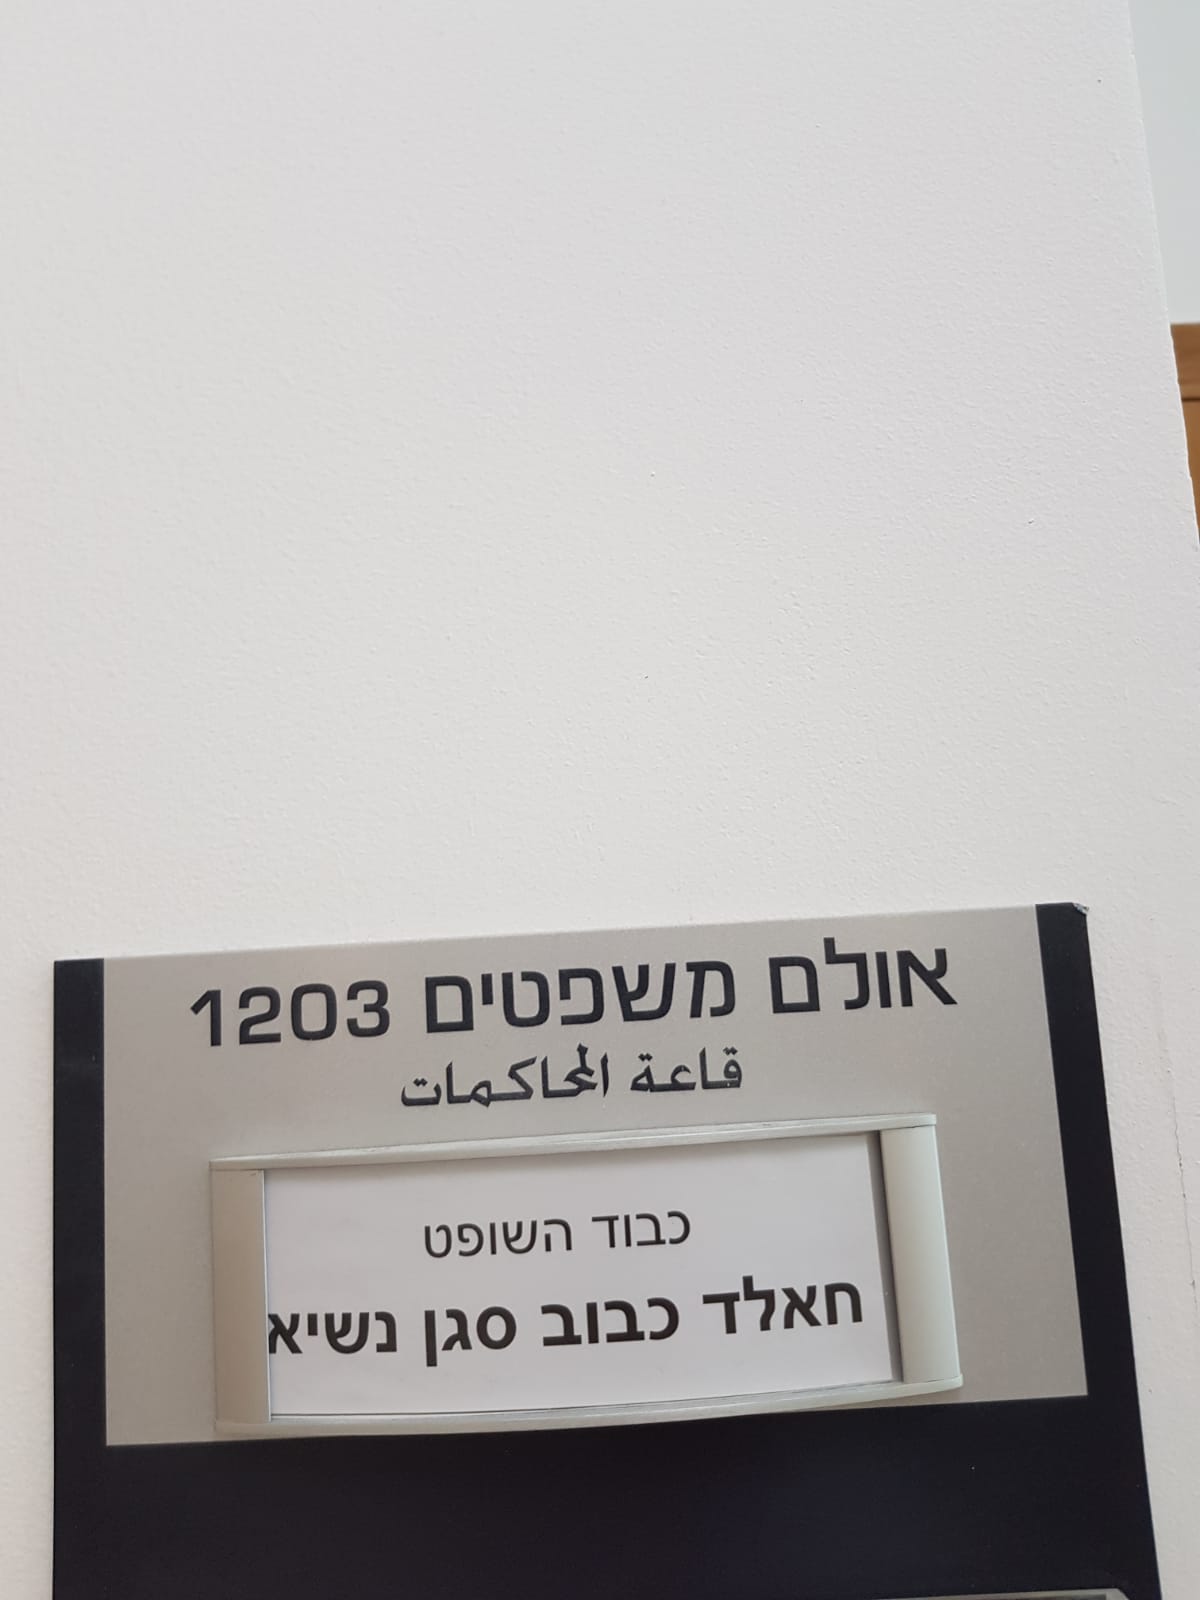 אולם משפטים 1203
قاعة المحاكمات
כבוד השופט
חאלד כבוב סגן נשיא